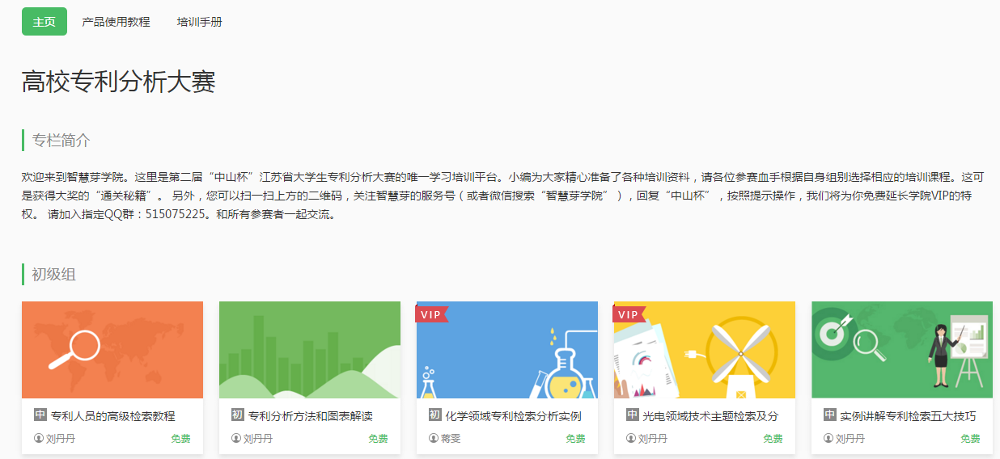 主页 产品使用教程 培训手册
高校专利分析大赛
专栏简介
欢迎来到智慧芽学院。这里是第二届“中山杯”江苏省大学生专利分析大赛的唯一学习培训平台。小编为大家精心准备了各种培训资料，请各位参赛血手根据自身组别选择相应的培训课程。这可
是获得大奖的“通关秘籍”。 另外，您可以扫一扫上方的二维码，关注智慧芽的服务号（或者微信搜索“智慧芽学院”），回复“中山杯”，按照提示操作，我们将为你免费延长学院VIP的特
权。 请加入指定QQ群：515075225。和所有参赛者一起交流。
初级组
VIP VIP
中 专利人员的高级检索教程 初 专利分析方法和图表解读 初 化学领域专利检索分析实例 中 光电领域技术主题检索及分 中 实例讲解专利检索五大技巧
刘丹丹 免费 刘丹丹 免费 蒋雯 免费 刘丹丹 免费 刘丹丹 免费